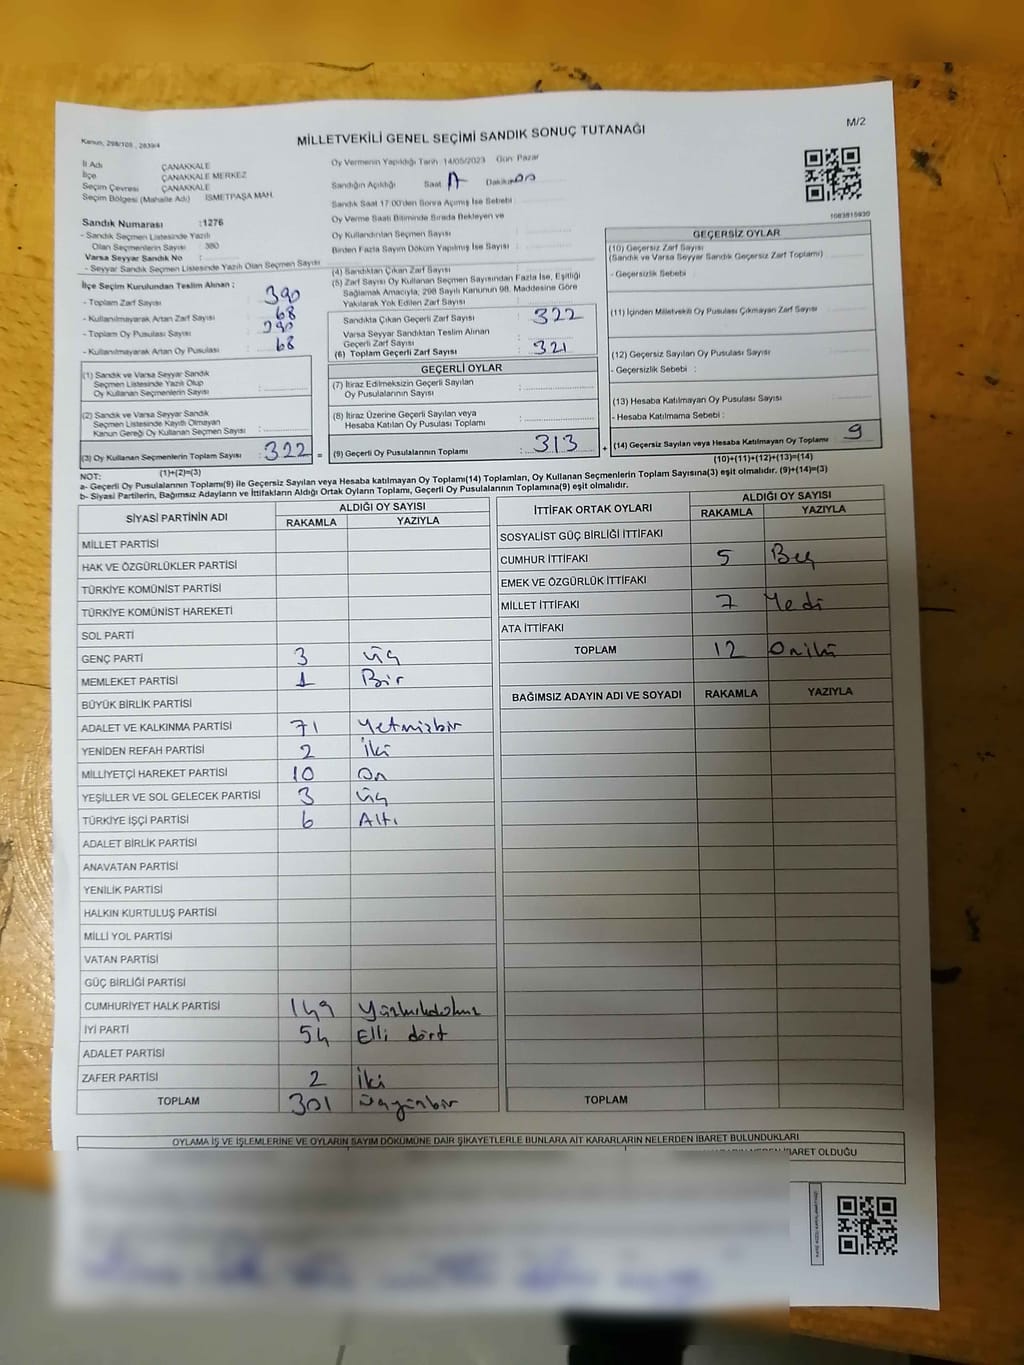 M/2
Kanun, 298/105 , 2839/4
MİLLETVEKİLİ GENEL SEÇİMİ SANDIK SONUÇ TUTANAĞI
İl Adı ÇANAKKALE
İlçe ÇANAKKALE MERKEZ
Seçim Çevresi ÇANAKKALE
Seçim Bölgesi (Mahalle Adı) İSMETPAŞA MAH.
Oy Vermenin Yapıldığı Tarih 14/05/2023 Gün Pazar
Sandığın Açıldığı Saat Dakika 00
Sandık Saat 17:00'den Sonra Açımış İse Sebebi
Oy Verme Saati Bitiminde Sırada Bekleyen ve
Oy Kullandırılan Seçmen Sayısı
Birden Fazla Sayım Döküm Yapılmış İse Sayısı
1083815930
Sandık Numarası :1276
- Sandık Seçmen Listesinde Yazılı
Olan Seçmenlerin Sayısı : 380
Varsa Seyyar Sandık No :
- Seyyar Sandık Seçmen Listesinde Yazılı Olan Seçmen Sayısı
İlçe Seçim Kurulundan Teslim Alınan ;
- Toplam Zarf Sayısı : 390
- Kullanılmayarak Artan Zarf Sayısı : 68
- Toplam Oy Pusulası Sayısı : 390
- Kullanılmayarak Artan Oy Pusulası : 68
(1) Sandık ve Varsa Seyyar Sandık
Seçmen Listesinde Yazılı Olup
Oy Kullanan Seçmenlerin Sayısı :
(2) Sandık ve Varsa Seyyar Sandık
Seçmen Listesinde Kayıtlı Olmayan
Kanun Gereği Oy Kullanan Seçmen Sayısı :
(3) Oy Kullanan Seçmenlerin Toplam Sayısı : 322 =
(1)+(2)=(3)
(4) Sandıktan Çıkan Zarf Sayısı :
(5) Zarf Sayısı Oy Kullanan Seçmen Sayısından Fazla İse, Eşitliği
Sağlamak Amacıyla; 298 Sayılı Kanunun 98. Maddesine Göre
Yakılarak Yok Edilen Zarf Sayısı :
Sandıkta Çıkan Geçerli Zarf Sayısı : 322
Varsa Seyyar Sandıktan Teslim Alınan
Geçerli Zarf Sayısı :
(6) Toplam Geçerli Zarf Sayısı : 321
GEÇERLİ OYLAR
(7) İtiraz Edilmeksizin Geçerli Sayılan
Oy Pusulalarının Sayısı :
(8) İtiraz Üzerine Geçerli Sayılan veya
Hesaba Katılan Oy Pusulası Toplamı :
(9) Geçerli Oy Pusulalarının Toplamı : 313 +
GEÇERSİZ OYLAR
(10) Geçersiz Zarf Sayısı
(Sandık ve Varsa Seyyar Sandık Geçersiz Zarf Toplamı)
- Geçersizlik Sebebi :
(11) İçinden Milletvekili Oy Pusulası Çıkmayan Zarf Sayısı
(12) Geçersiz Sayılan Oy Pusulası Sayısı
- Geçersizlik Sebebi :
(13) Hesaba Katılmayan Oy Pusulası Sayısı
- Hesaba Katılmama Sebebi :
(14) Geçersiz Sayılan veya Hesaba Katılmayan Oy Toplamı 9
(10)+(11)+(12)+(13)=(14)
NOT:
a- Geçerli Oy Pusulalarının Toplamı(9) ile Geçersiz Sayılan veya Hesaba katılmayan Oy Toplamı(14) Toplamları, Oy Kullanan Seçmenlerin Toplam Sayısına(3) eşit olmalıdır. (9)+(14)=(3)
b- Siyasi Partilerin, Bağımsız Adayların ve İttifakların Aldığı Ortak Oyların Toplamı, Geçerli Oy Pusulalarının Toplamına(9) eşit olmalıdır.
SİYASİ PARTİNİN ADI ALDIĞI OY SAYISI
RAKAMLA YAZIYLA
MİLLET PARTİSİ
HAK VE ÖZGÜRLÜKLER PARTİSİ
TÜRKİYE KOMÜNİST PARTİSİ
TÜRKİYE KOMÜNİST HAREKETİ
SOL PARTİ
GENÇ PARTİ 3 üç
MEMLEKET PARTİSİ 1 Bir
BÜYÜK BİRLİK PARTİSİ
ADALET VE KALKINMA PARTİSİ 71 Yetmişbir
YENİDEN REFAH PARTİSİ 2 iki
MİLLİYETÇİ HAREKET PARTİSİ 10 On
YEŞİLLER VE SOL GELECEK PARTİSİ 3 üç
TÜRKİYE İŞÇİ PARTİSİ 6 Altı
ADALET BİRLİK PARTİSİ
ANAVATAN PARTİSİ
YENİLİK PARTİSİ
HALKIN KURTULUŞ PARTİSİ
MİLLİ YOL PARTİSİ
VATAN PARTİSİ
GÜÇ BİRLİĞİ PARTİSİ
CUMHURİYET HALK PARTİSİ 149 Yüzkırkdokuz
İYİ PARTİ 54 Elli dört
ADALET PARTİSİ
ZAFER PARTİSİ 2 iki
TOPLAM 301 üçyüzbir
İTTİFAK ORTAK OYLARI ALDIĞI OY SAYISI
RAKAMLA YAZIYLA
SOSYALİST GÜÇ BİRLİĞİ İTTİFAKI
CUMHUR İTTİFAKI 5 Beş
EMEK VE ÖZGÜRLÜK İTTİFAKI
MİLLET İTTİFAKI 7 Yedi
ATA İTTİFAKI
TOPLAM 12 Oniki
BAĞIMSIZ ADAYIN ADI VE SOYADI RAKAMLA YAZIYLA
TOPLAM
OYLAMA İŞ VE İŞLEMLERİNE VE OYLARIN SAYIM DÖKÜMÜNE DAİR ŞİKAYETLERLE BUNLARA AİT KARARLARIN NELERDEN İBARET BULUNDUKLARI
İBARET OLDUĞU